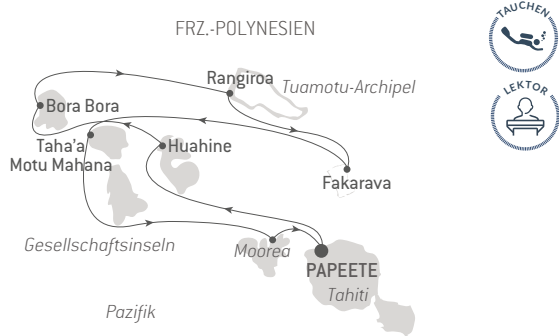 FRZ.-POLYNESIEN
TAUCHEN
LEKTOR
Rangiroa
Tuamotu-Archipel
Bora Bora
Taha'a
Motu Mahana
Huahine
Fakarava
Gesellschaftsinseln
Moorea
PAPEETE
Tahiti
Pazifik